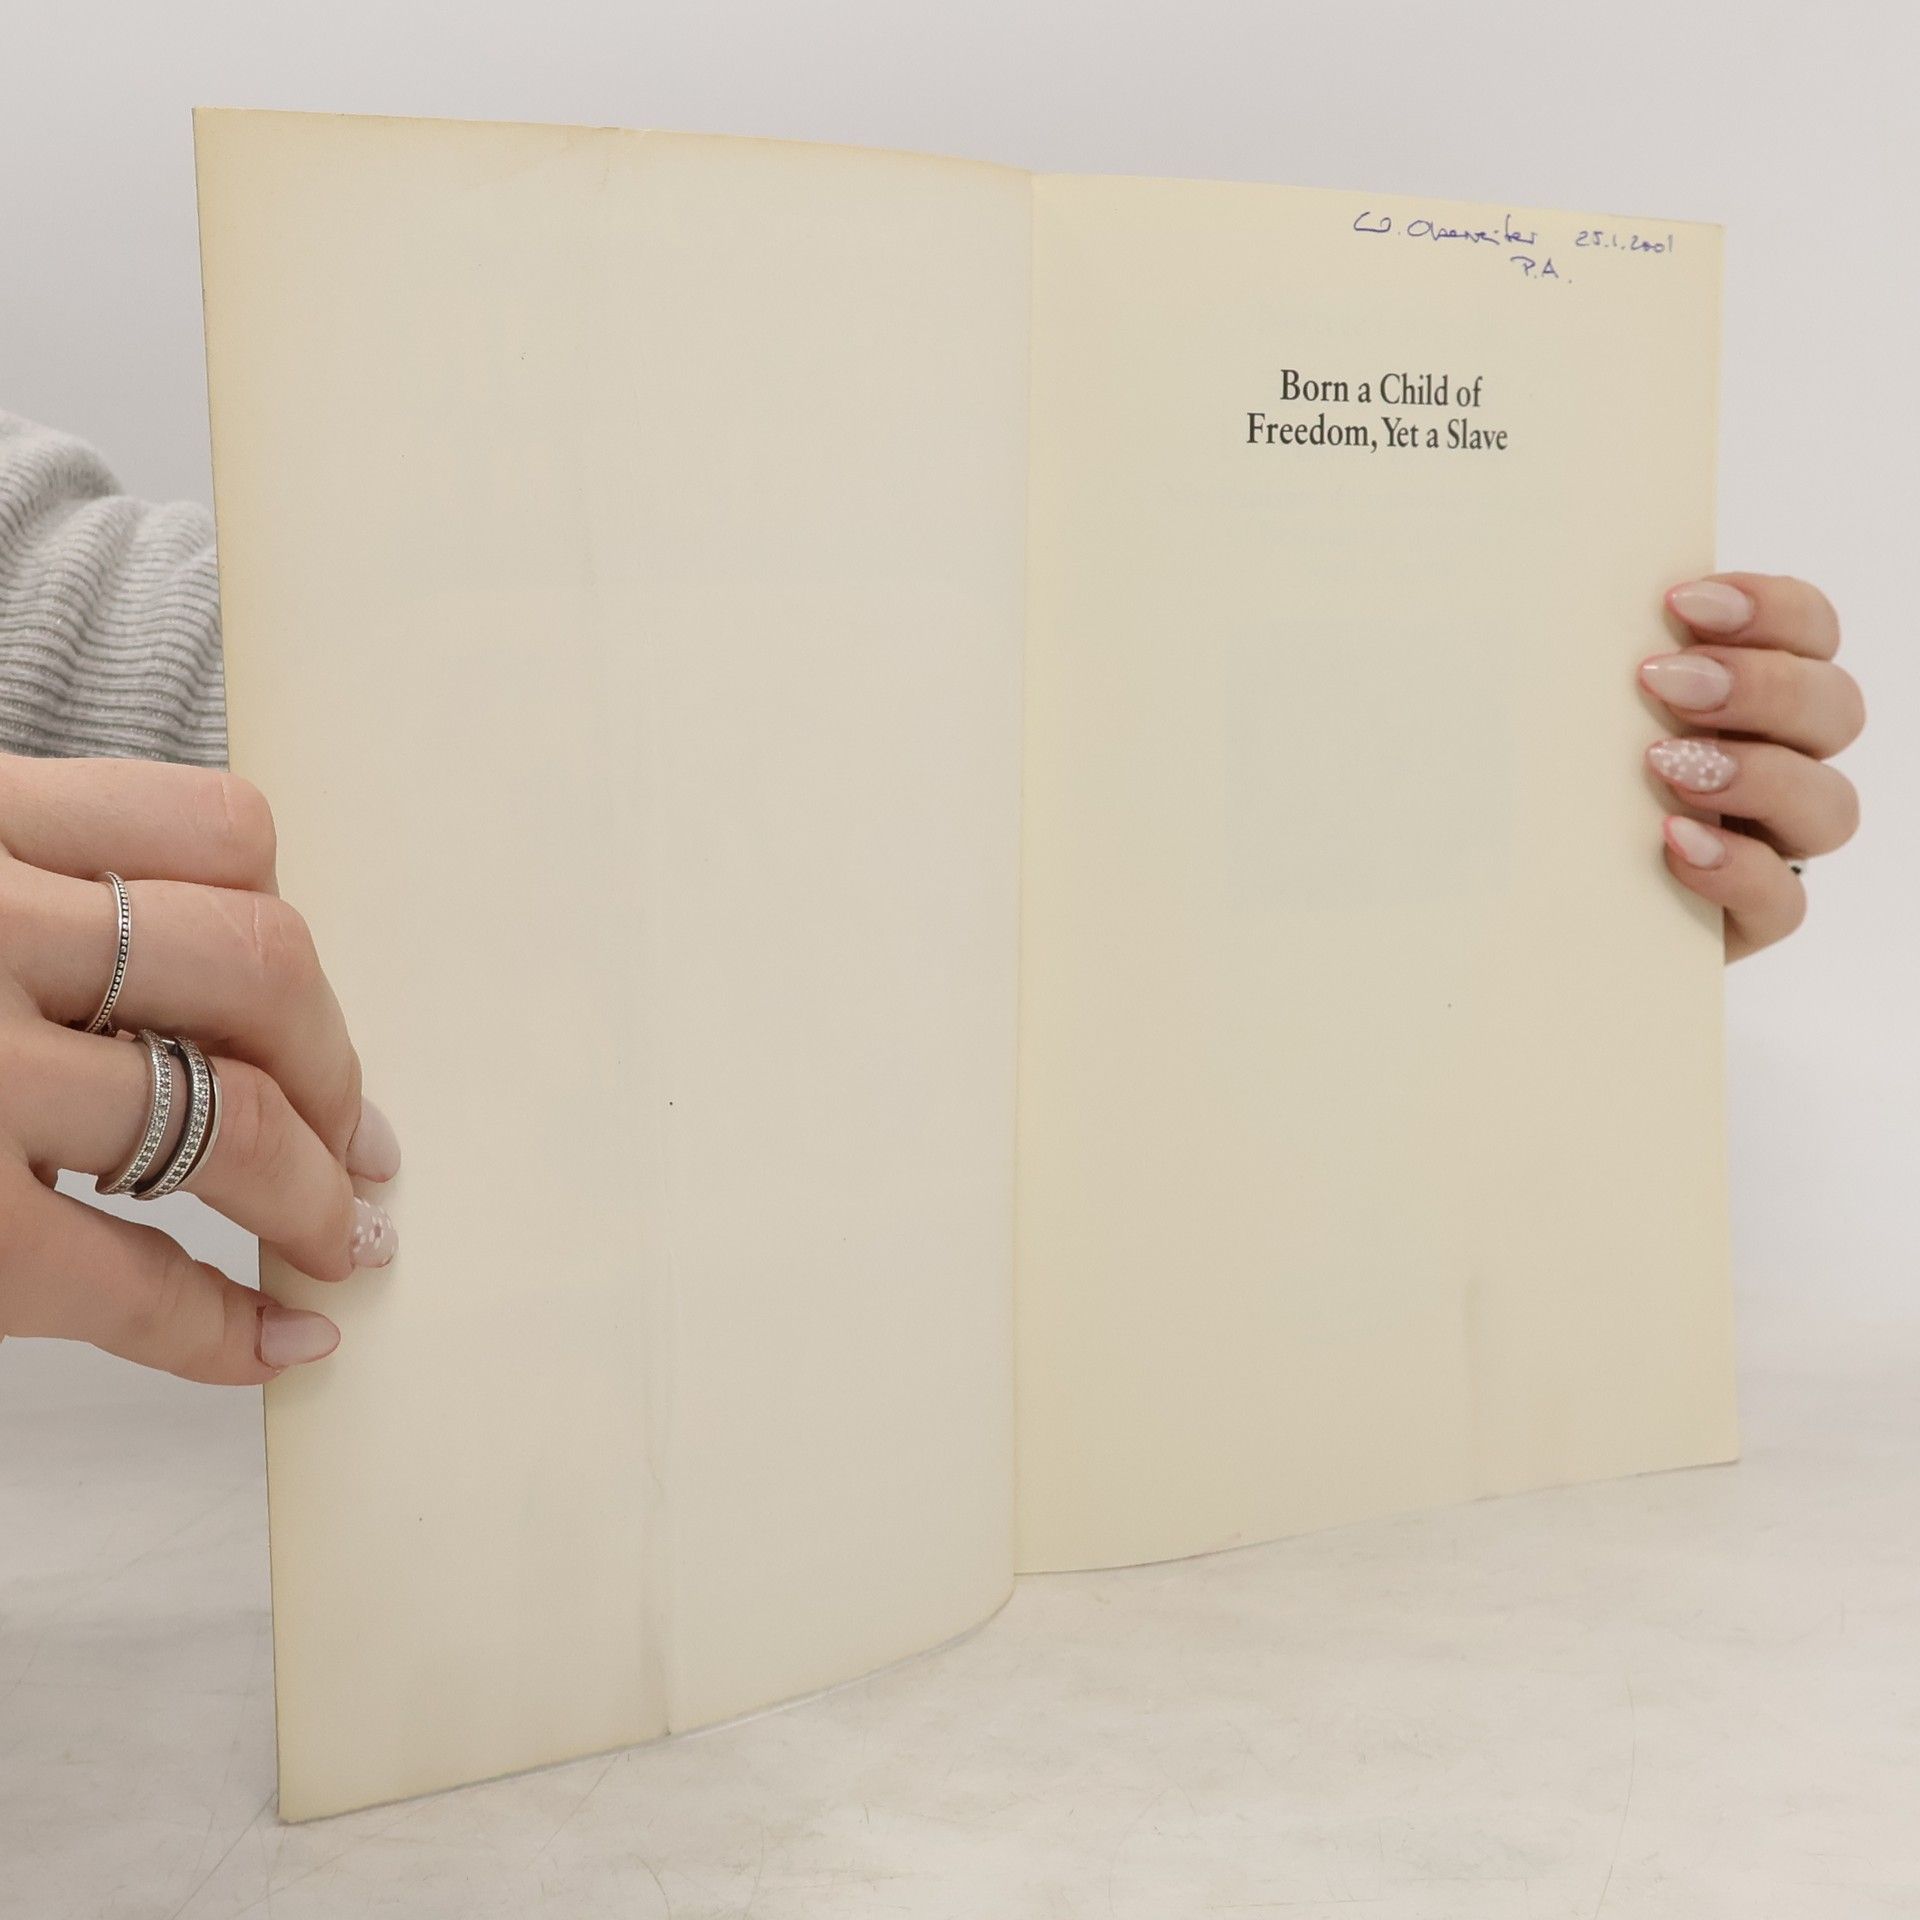 25.1.2001
P.A.
Born a Child of
Freedom, Yet a Slave